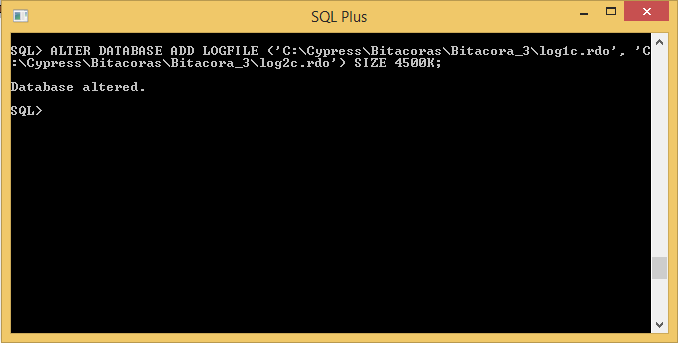 SQL Plus
SQL> ALTER DATABASE ADD LOGFILE ('C:\Cypress\Bitacoras\Bitacora_3\log1c.rdo', 'C
:\Cypress\Bitacoras\Bitacora_3\log2c.rdo') SIZE 4500K;
Database altered.
SQL>